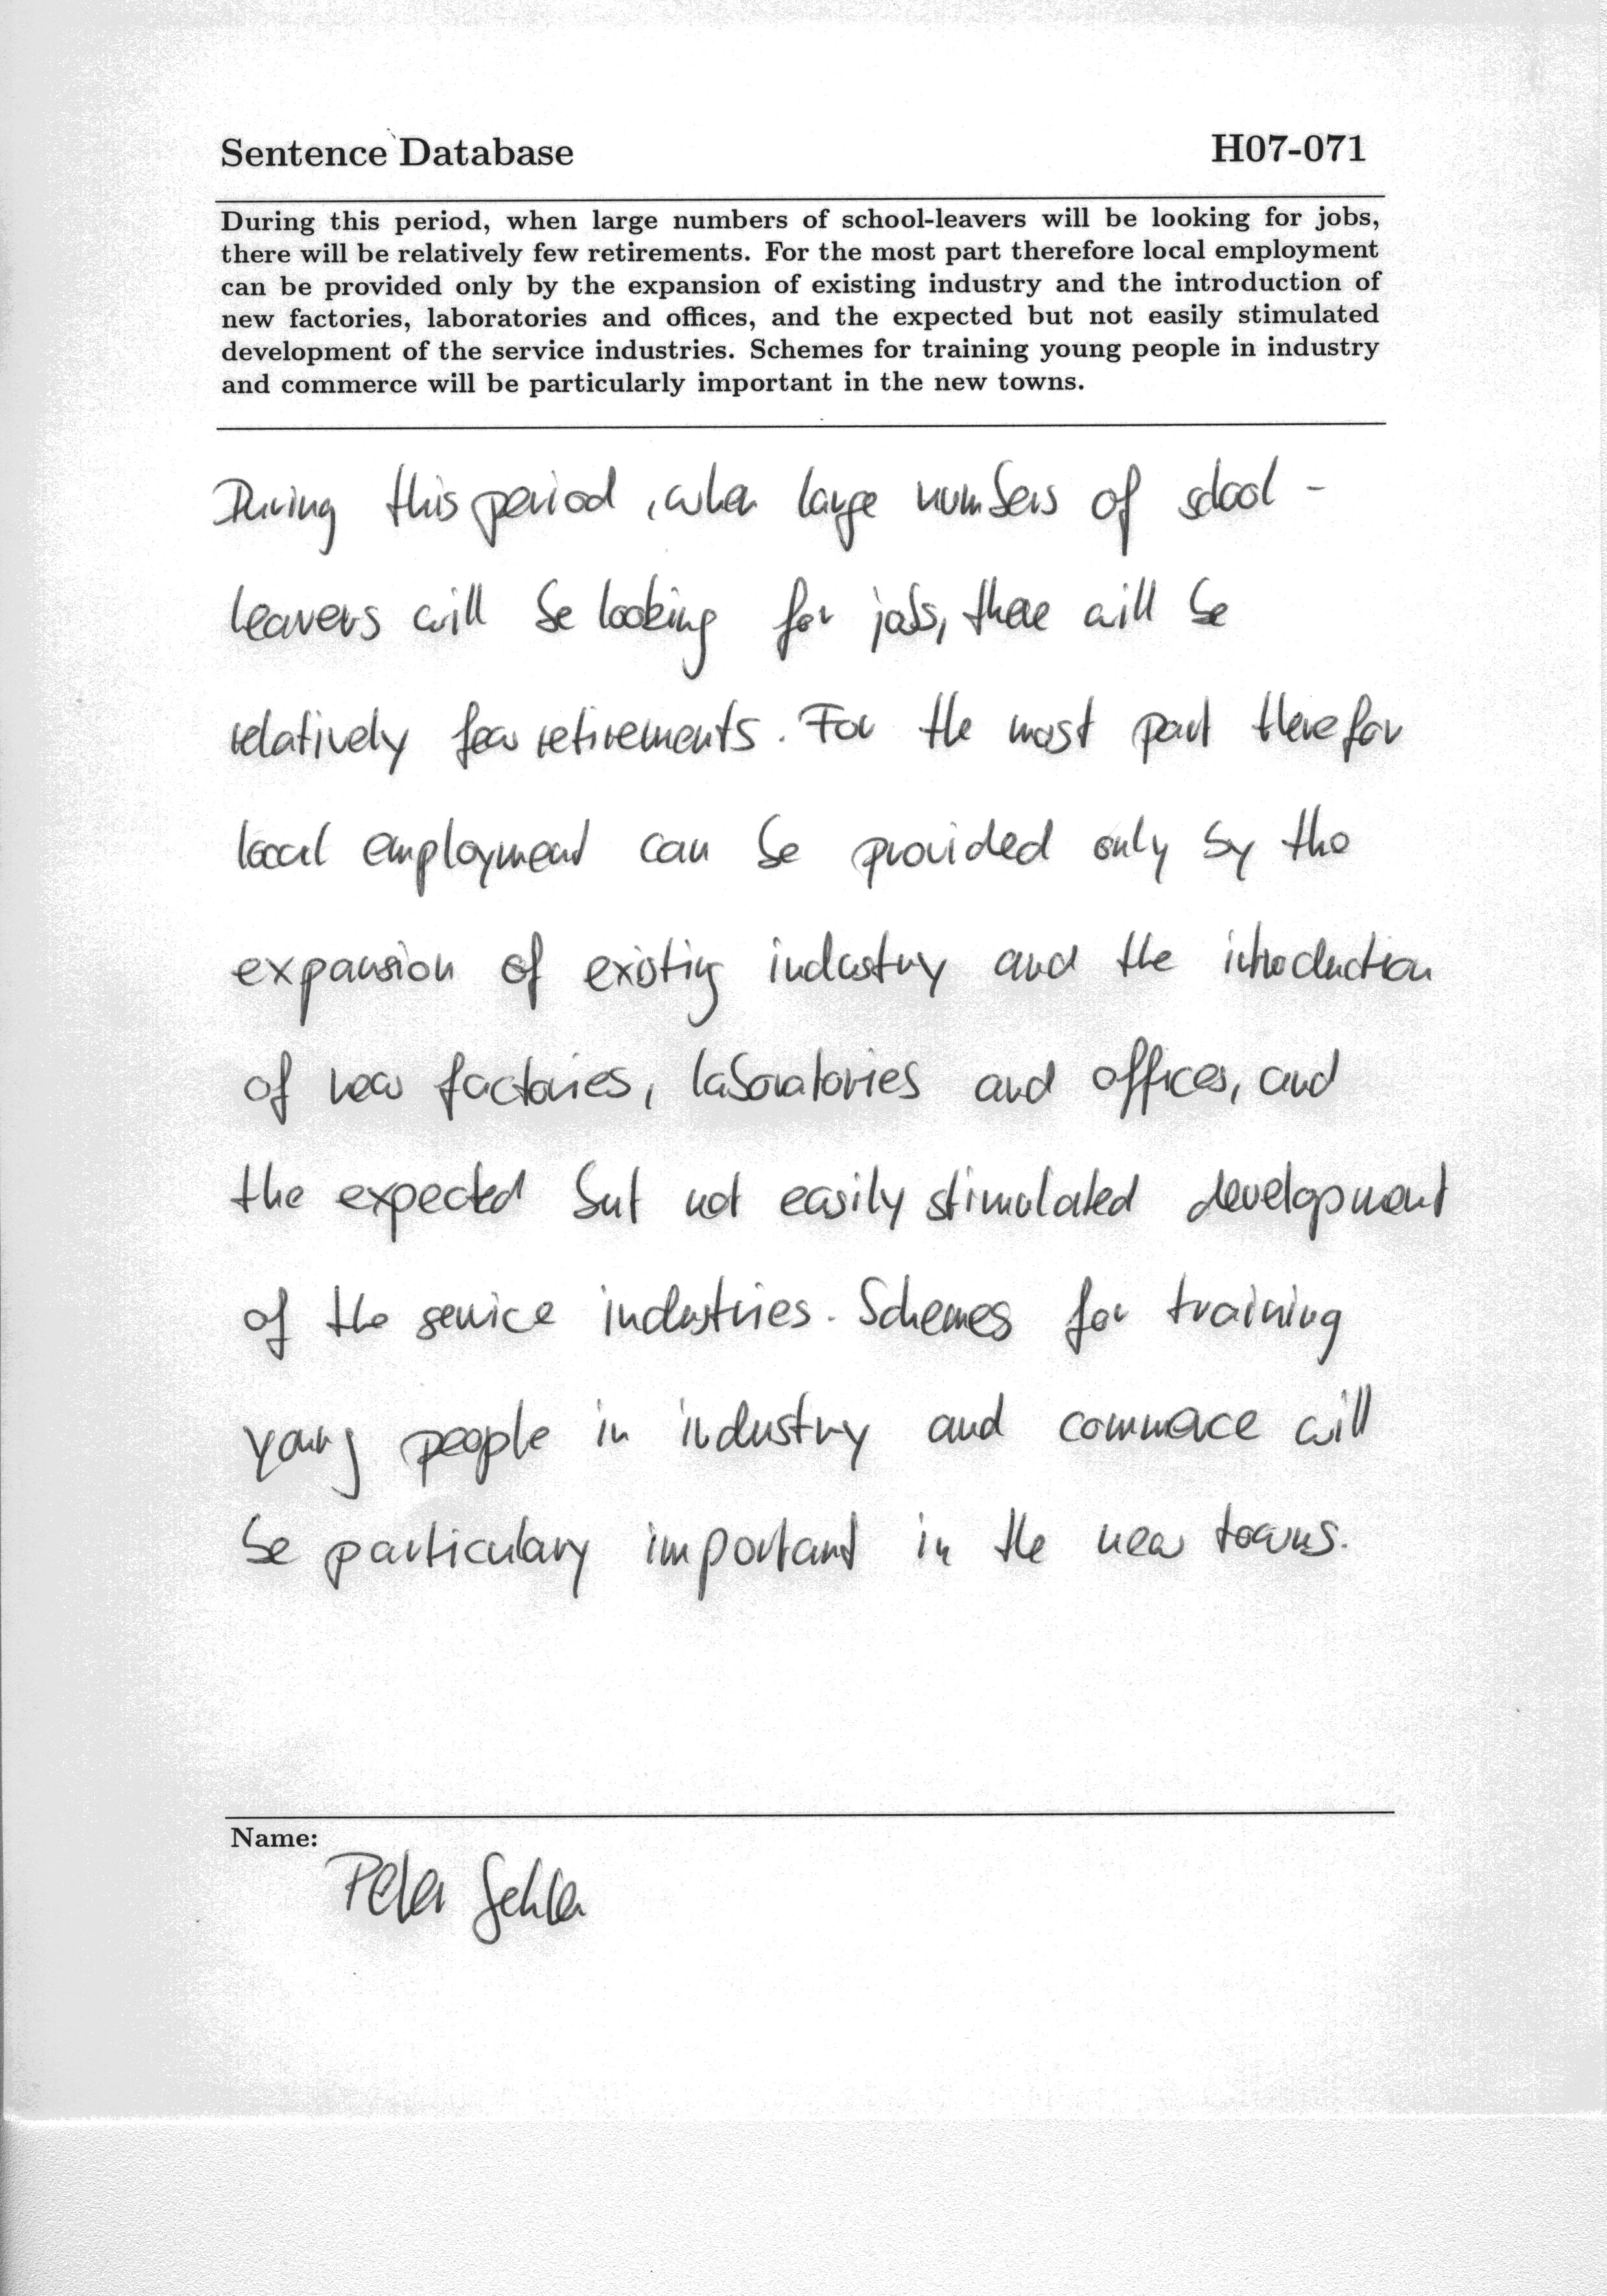 Sentence Database H07-071
During this period, when large numbers of school-leavers will be looking for jobs,
there will be relatively few retirements. For the most part therefore local employment
can be provided only by the expansion of existing industry and the introduction of
new factories, laboratories and offices, and the expected but not easily stimulated
development of the service industries. Schemes for training young people in industry
and commerce will be particularly important in the new towns.
During this period, when large numbers of school -
leavers will be looking for jobs, there will be
relatively few retirements. For the most part therefor
local employment can be provided only by the
expansion of existing industry and the introduction
of new factories, laboratories and offices, and
the expected but not easily stimulated development
of the service industries. Schemes for training
young people in industry and commerce will
be particulary important in the new towns.
Name:
Peter